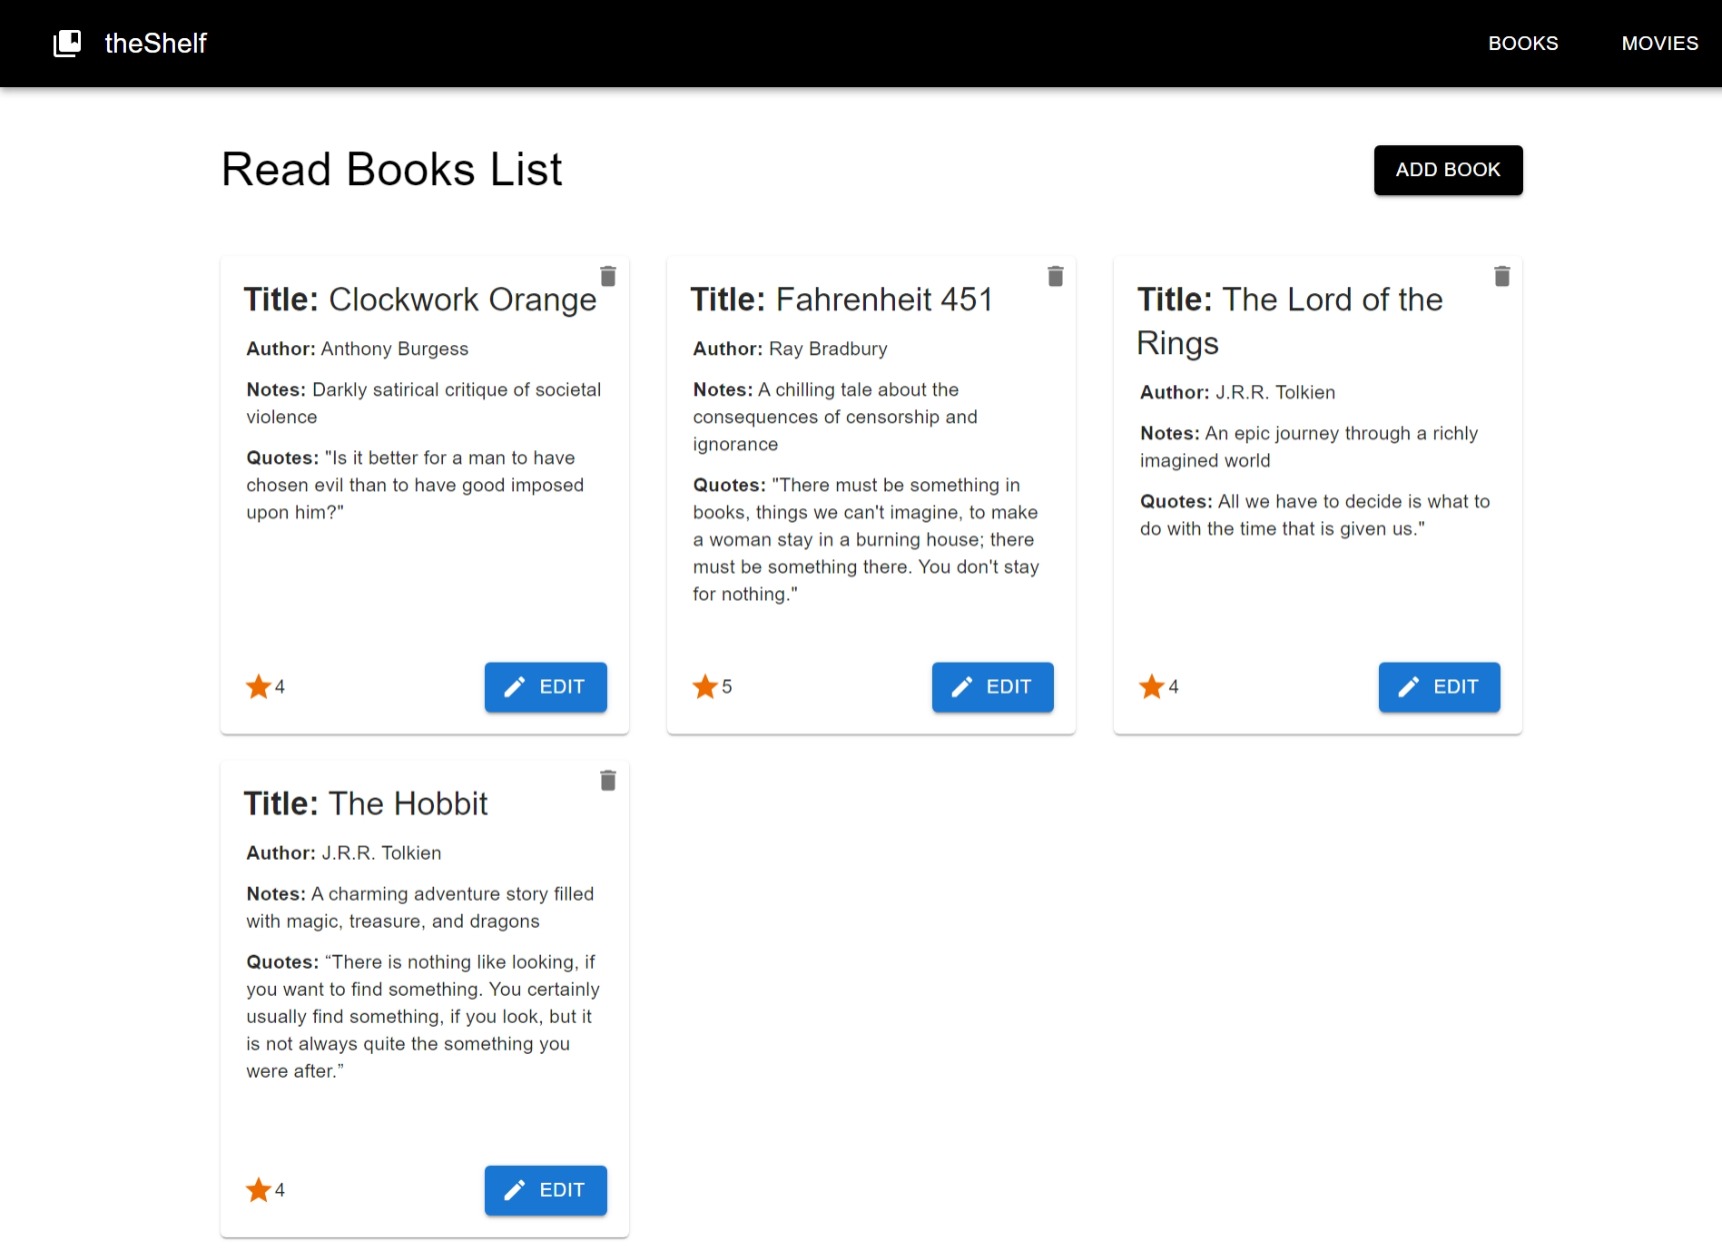 theShelf
BOOKS
MOVIES
Read Books List
ADD BOOK
Title: Clockwork Orange
Author: Anthony Burgess
Notes: Darkly satirical critique of societal
violence
Quotes: "Is it better for a man to have
chosen evil than to have good imposed
upon him?"
4
EDIT
Title: Fahrenheit 451
Author: Ray Bradbury
Notes: A chilling tale about the
consequences of censorship and
ignorance
Quotes: "There must be something in
books, things we can't imagine, to make
a woman stay in a burning house; there
must be something there. You don't stay
for nothing."
5
EDIT
Title: The Lord of the
Rings
Author: J.R.R. Tolkien
Notes: An epic journey through a richly
imagined world
Quotes: All we have to decide is what to
do with the time that is given us."
4
EDIT
Title: The Hobbit
Author: J.R.R. Tolkien
Notes: A charming adventure story filled
with magic, treasure, and dragons
Quotes: “There is nothing like looking, if
you want to find something. You certainly
usually find something, if you look, but it
is not always quite the something you
were after.”
4
EDIT